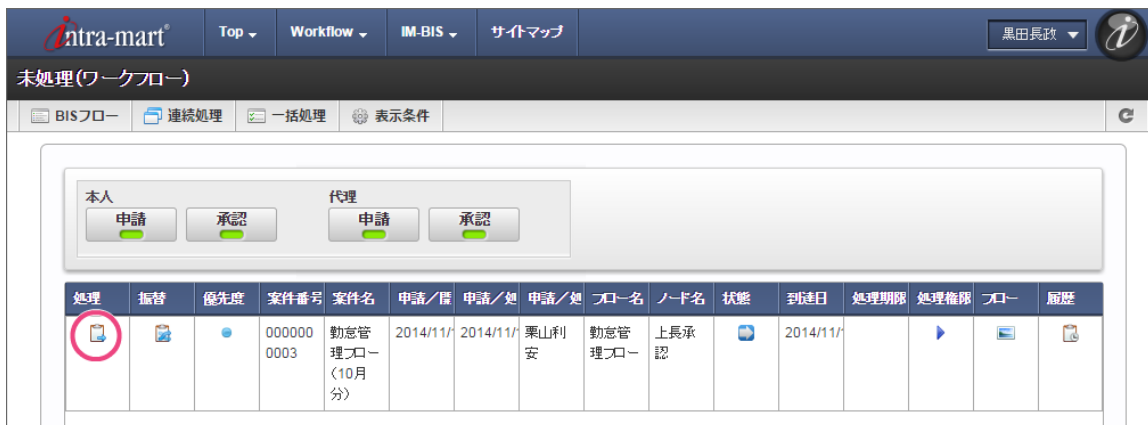 intra-mart® Top Workflow IM-BIS サイトマップ 黒田長政
未処理(ワークフロー)
BISフロー 連続処理 一括処理 表示条件
本人 代理
申請 承認 申請 承認
処理 振替 優先度 案件番号 案件名 申請/基 申請/処 申請/処 フロー名 ノード名 状態 到達日 処理期限 処理権限 フロー 履歴
000000 勤怠管 2014/11/ 2014/11/ 栗山利 勤怠管 上長承 2014/11/
0003 理フロー 安 理フロー 認
(10月
分)